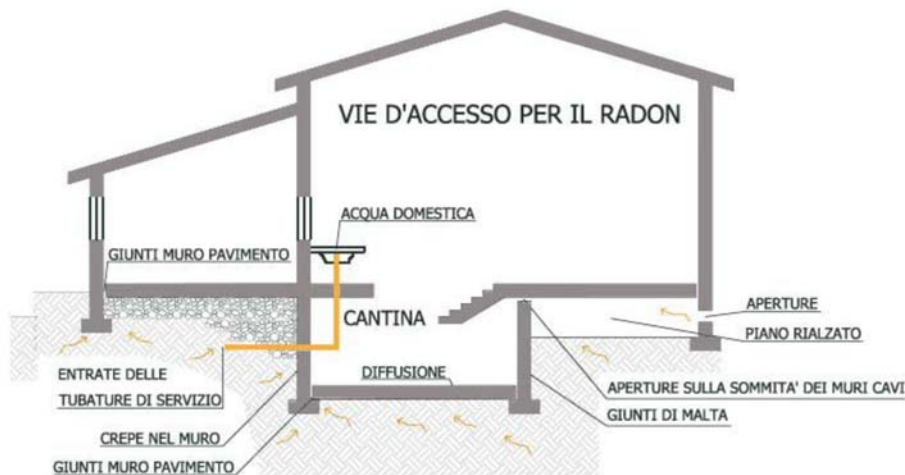 VIE D'ACCESSO PER IL RADON
ACQUA DOMESTICA
GIUNTI MURO PAVIMENTO
CANTINA
APERTURE
PIANO RIALZATO
ENTRATE DELLE
TUBATURE DI SERVIZIO
DIFFUSIONE
APERTURE SULLA SOMMITA' DEI MURI CAVI
GIUNTI DI MALTA
CREPE NEL MURO
GIUNTI MURO PAVIMENTO